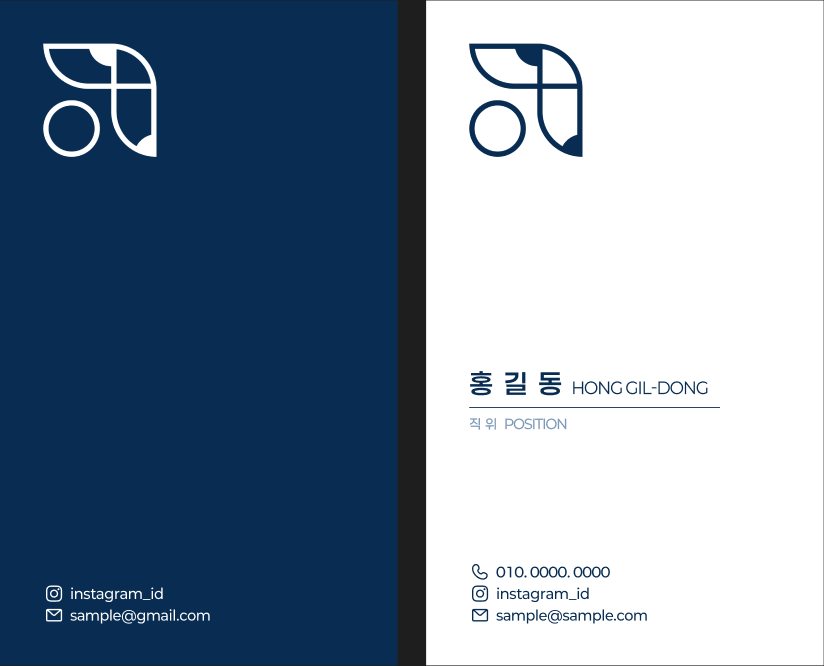 instagram_id
sample@gmail.com
홍 길 동 HONG GIL-DONG
직 위 POSITION
010. 0000. 0000
instagram_id
sample@sample.com